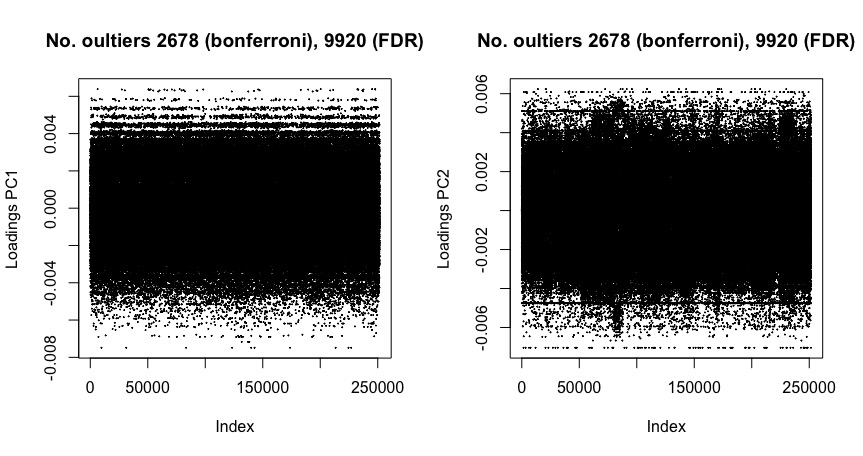 No. oultiers 2678 (bonferroni), 9920 (FDR)
Loadings PC1
0.004
0.000
-0.004
-0.008
0 50000 150000 250000
Index
No. oultiers 2678 (bonferroni), 9920 (FDR)
Loadings PC2
0.006
0.002
-0.002
-0.006
0 50000 150000 250000
Index